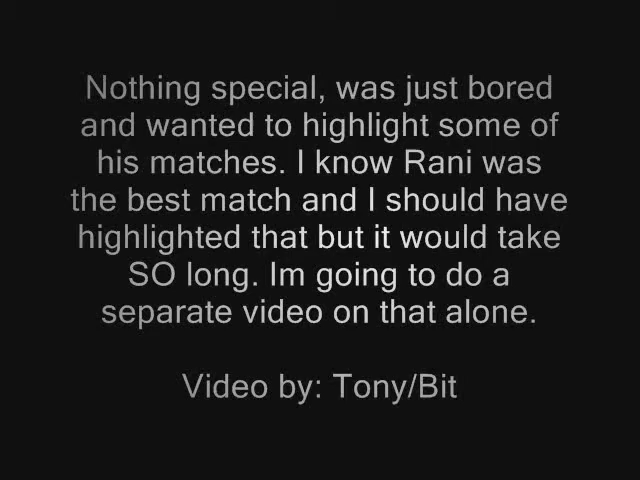 Nothing special, was just bored
and wanted to highlight some of
his matches. I know Rani was
the best match and I should have
highlighted that but it would take
SO long. Im going to do a
separate video on that alone.
Video by: Tony/Bit